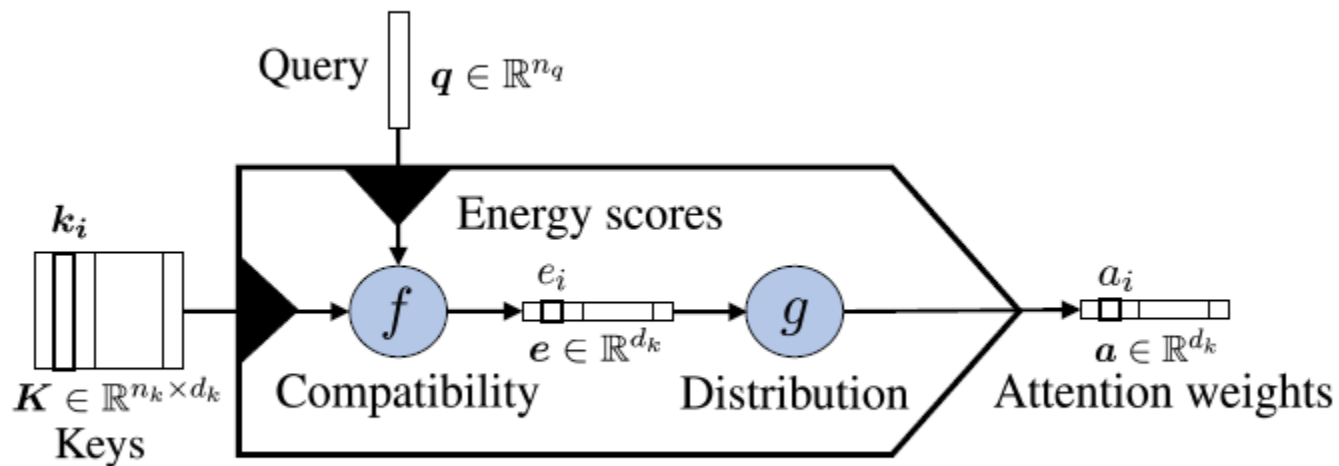 Query
q ∈ ℝ^{n_q}
Energy scores
k_i
f
e_i
g
a_i
e ∈ ℝ^{d_k}
a ∈ ℝ^{d_k}
K ∈ ℝ^{n_k × d_k}
Compatibility
Distribution
Attention weights
Keys